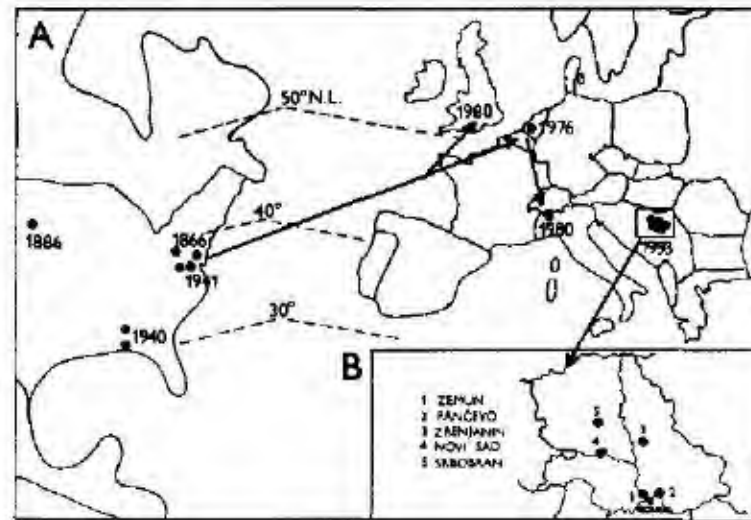 A
50° N.L.
1980
1976
40°
1866
1886
1941
1980
1993
30°
1940
B
1 ZEMUN
2 PANČEVO
3 ZRENJANIN
4 NOVI SAD
5 SRBOBRAN
5
3
4
1
2